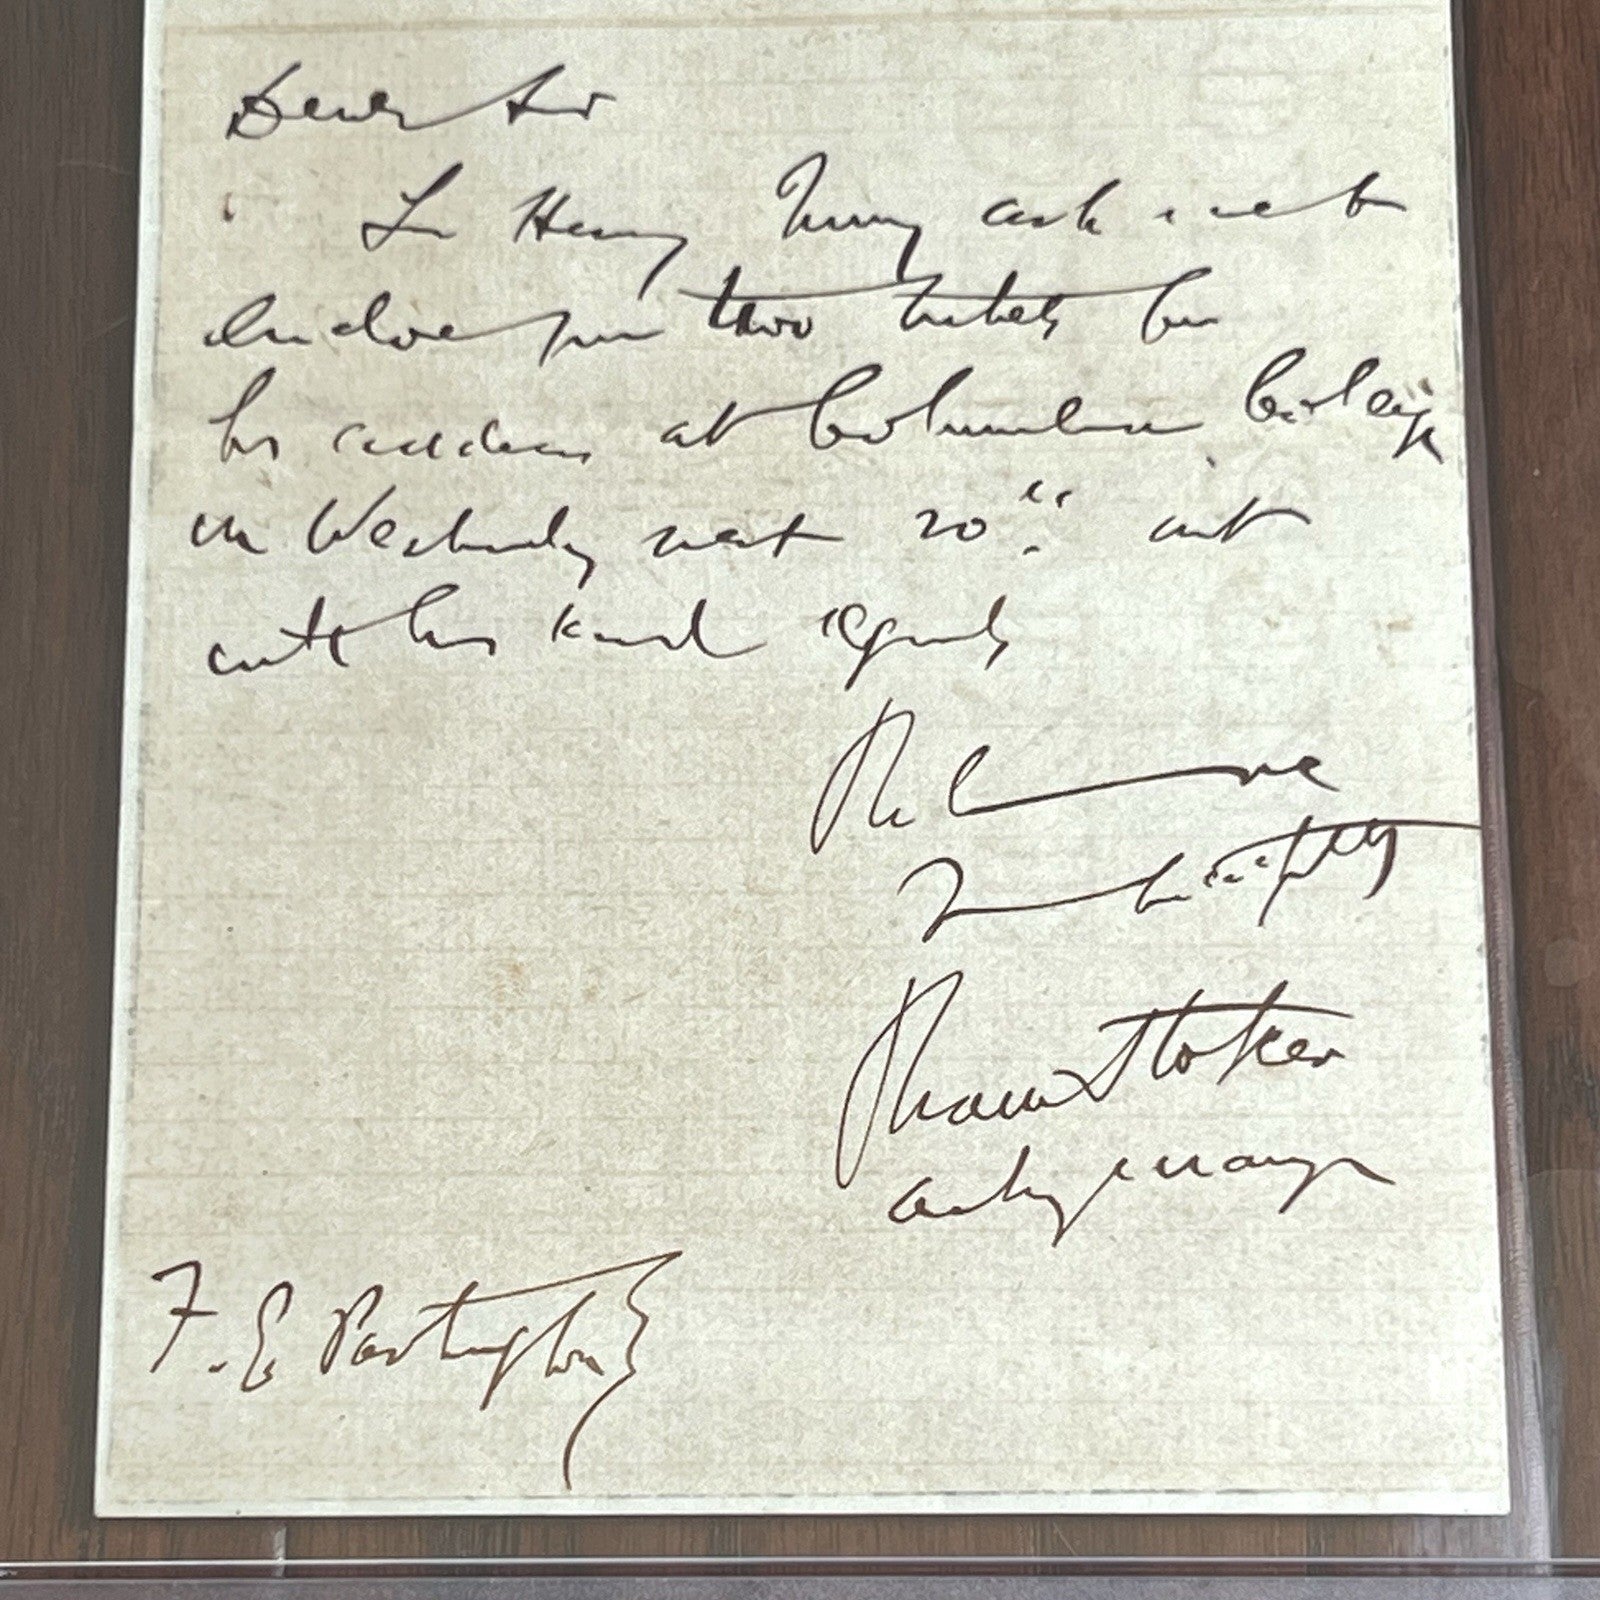 Dear Sir
Sir Henry Irving asks me to
enclose you two tickets for
his address at Columbia College
on Wednesday next 20th. inst
with his kind regards
Believe me
Yours faithfully
Bram Stoker
acting manager
F. E. Partington